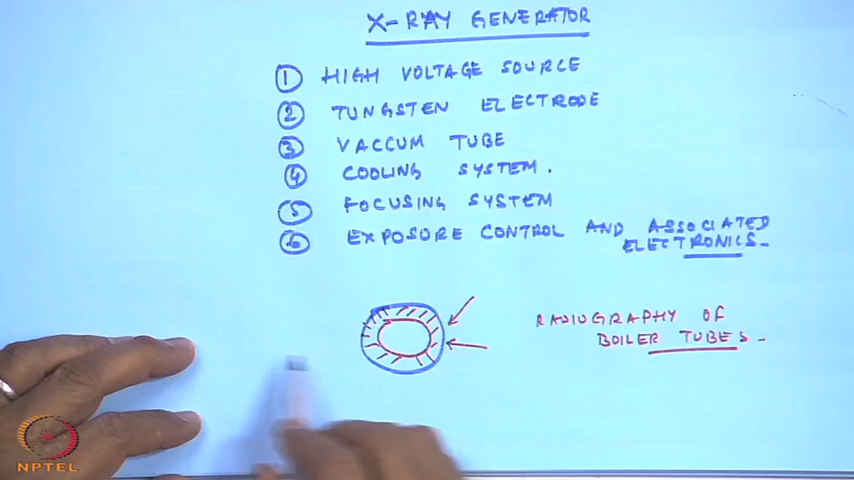 X-RAY GENERATOR
1 HIGH VOLTAGE SOURCE
2 TUNGSTEN ELECTRODE
3 VACCUM TUBE
4 COOLING SYSTEM.
5 FOCUSING SYSTEM
6 EXPOSURE CONTROL AND ASSOCIATED
ELECTRONICS.
RADIOGRAPHY OF
BOILER TUBES.
NPTEL